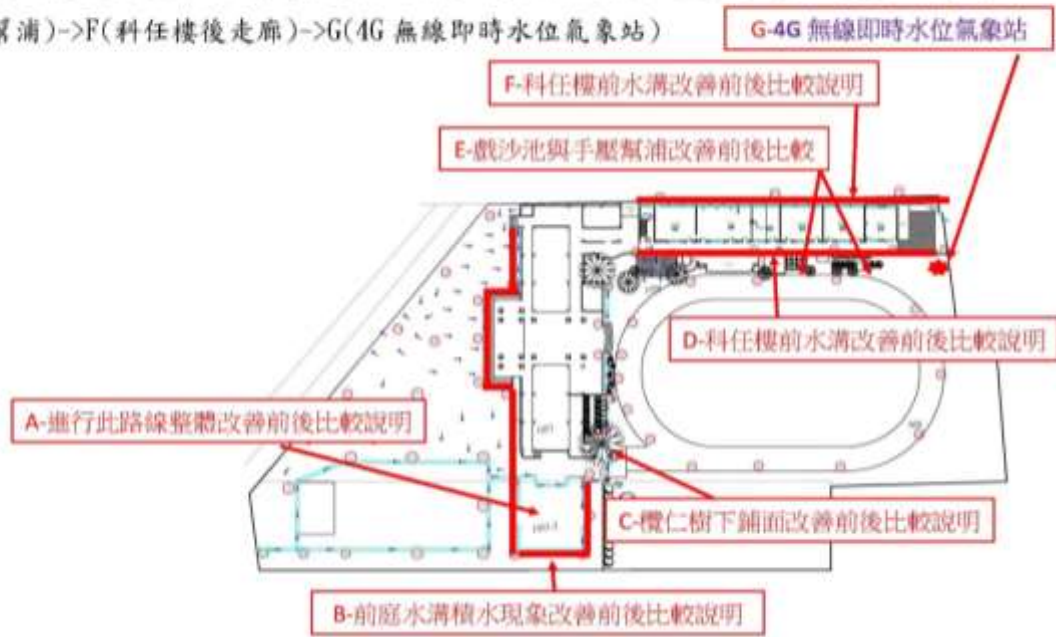 幫浦)->F(科任樓後走廊)->G(4G 無線即時水位氣象站)
G-4G 無線即時水位氣象站
F-科任樓前水溝改善前後比較說明
E-戲沙池與手壓幫浦改善前後比較
D-科任樓前水溝改善前後比較說明
A-進行此路線整體改善前後比較說明
C-欖仁樹下鋪面改善前後比較說明
B-前庭水溝積水現象改善前後比較說明